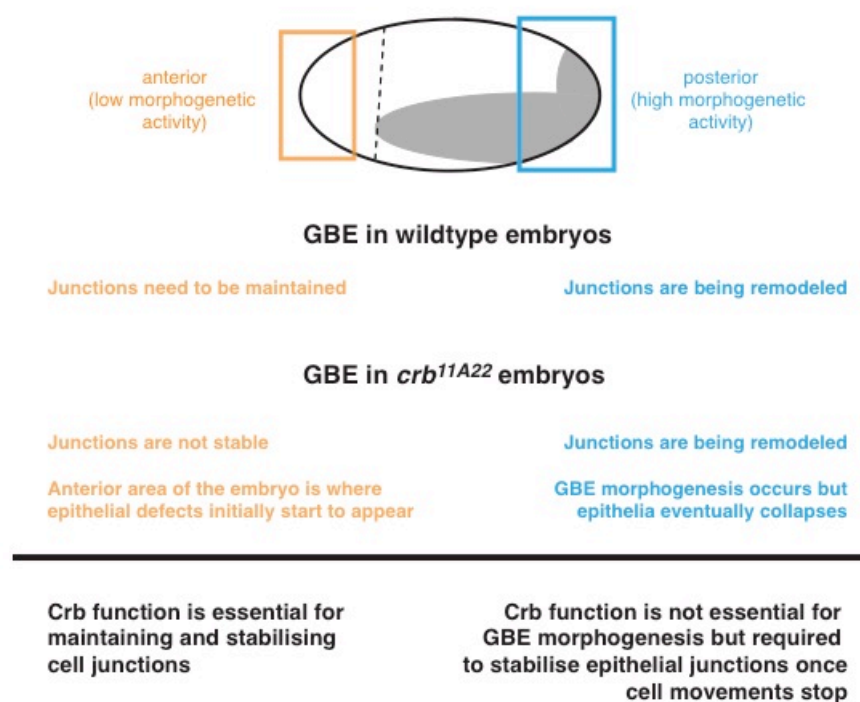 anterior
(low morphogenetic
activity)
posterior
(high morphogenetic
activity)
GBE in wildtype embryos
Junctions need to be maintained
Junctions are being remodeled
GBE in crb11A22 embryos
Junctions are not stable
Junctions are being remodeled
Anterior area of the embryo is where
epithelial defects initially start to appear
GBE morphogenesis occurs but
epithelia eventually collapses
Crb function is essential for
maintaining and stabilising
cell junctions
Crb function is not essential for
GBE morphogenesis but required
to stabilise epithelial junctions once
cell movements stop